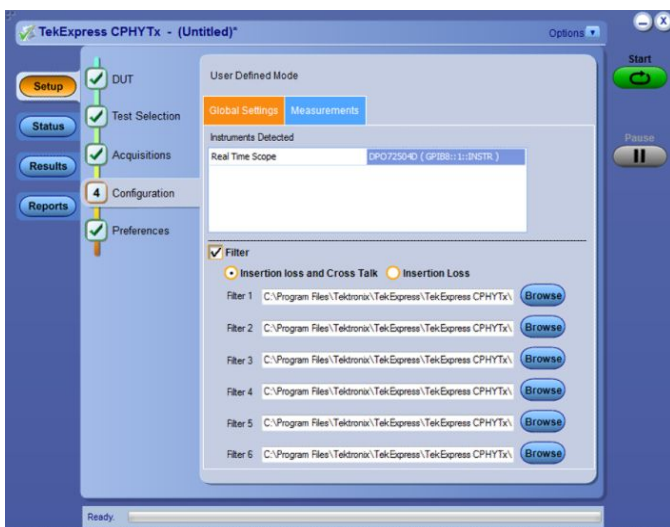 TekExpress CPHYTx - (Untitled)*
Options
Start
Pause
Setup
Status
Results
Reports
DUT
Test Selection
Acquisitions
4 Configuration
Preferences
User Defined Mode
Global Settings Measurements
Instruments Detected
Real Time Scope DPO72504D ( GPIB8::1::INSTR )
Filter
Insertion loss and Cross Talk Insertion Loss
Filter 1 C:\Program Files\Tektronix\TekExpress\TekExpress CPHYTx\ Browse
Filter 2 C:\Program Files\Tektronix\TekExpress\TekExpress CPHYTx\ Browse
Filter 3 C:\Program Files\Tektronix\TekExpress\TekExpress CPHYTx\ Browse
Filter 4 C:\Program Files\Tektronix\TekExpress\TekExpress CPHYTx\ Browse
Filter 5 C:\Program Files\Tektronix\TekExpress\TekExpress CPHYTx\ Browse
Filter 6 C:\Program Files\Tektronix\TekExpress\TekExpress CPHYTx\ Browse
Ready.